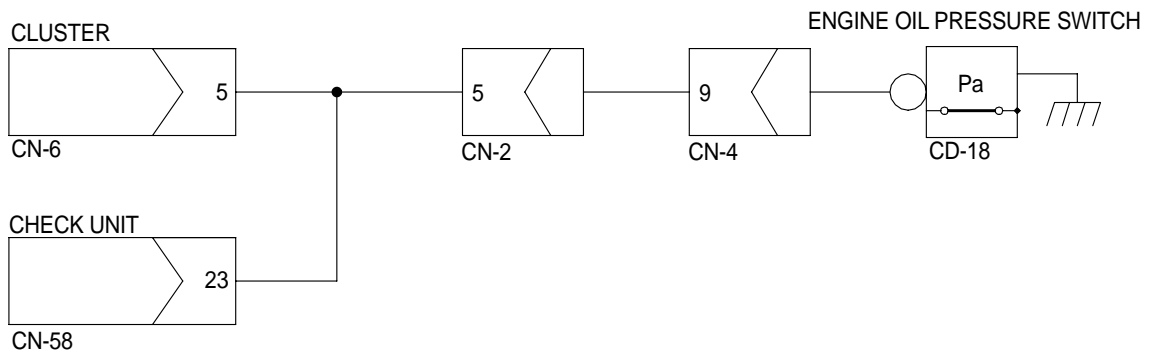 ENGINE OIL PRESSURE SWITCH
CLUSTER
5
5
9
Pa
CN-6
CN-2
CN-4
CD-18
CHECK UNIT
23
CN-58